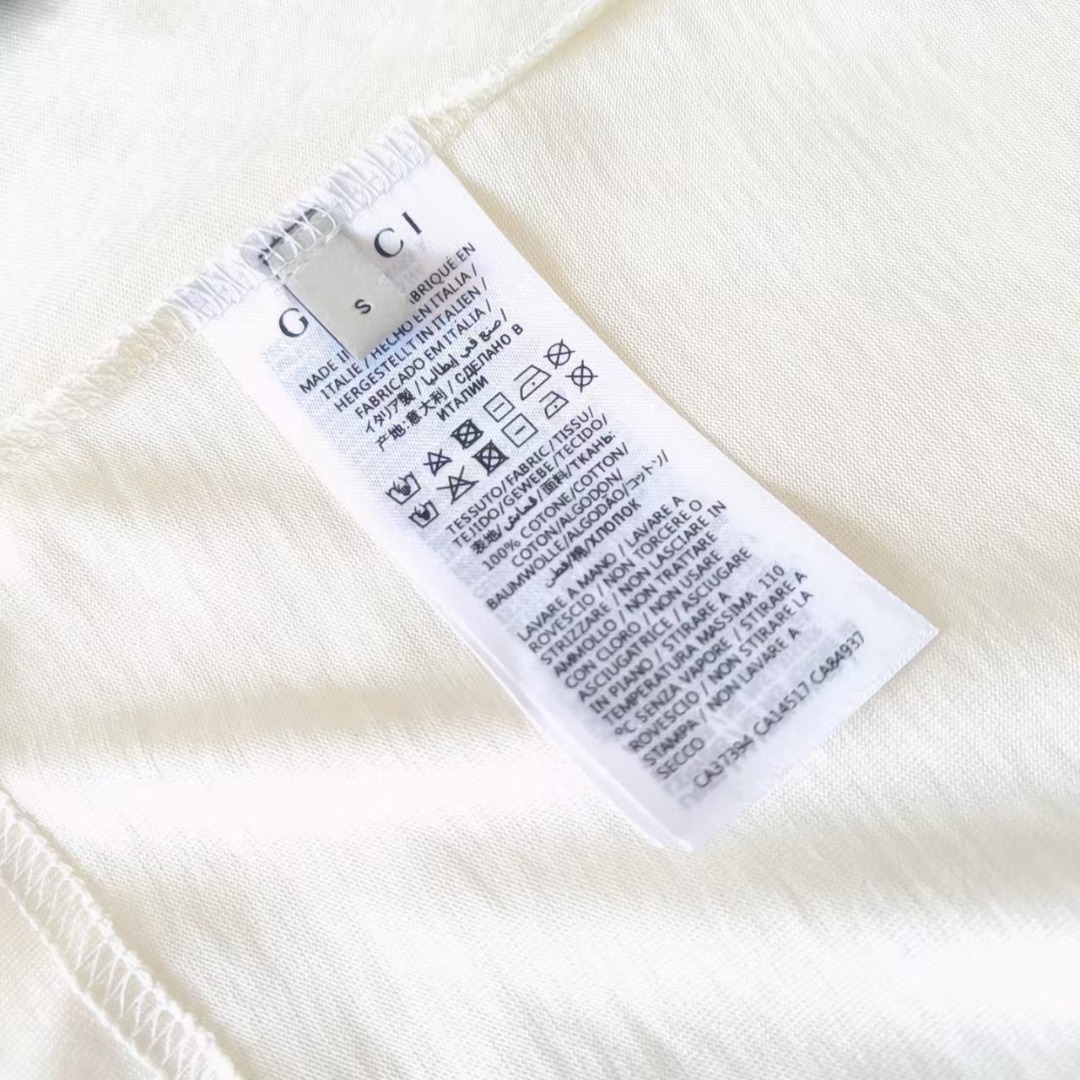 G CI
S
MADE I BRIQUÉ EN
ITALIE / HECHO EN ITALIA /
HERGESTELLT IN ITALIEN /
FABRICADO EM ITALIA /
صنع في إيطاليا /
イタリア製 / СДЕЛАНО В
产地:意大利 / ИТАЛИИ
TESSUTO/FABRIC/TISSU/
TEJIDO/GEWEBE/TECIDO/
表地/قماش/面料/ТКАНЬ:
100% COTONE/COTTON/
COTON/ALGODON/
BAUMWOLLE/ALGODÃO/コットン/
قطن/棉/ХЛОПОК
LAVARE A MANO / LAVARE A
ROVESCIO / NON TORCERE O
STRIZZARE / NON LASCIARE IN
AMMOLLO / NON TRATTARE
CON CLORO / NON USARE
ASCIUGATRICE / ASCIUGARE
IN PIANO / STIRARE A
TEMPERATURA MASSIMA 110
°C SENZA VAPORE / STIRARE A
ROVESCIO / NON STIRARE LA
STAMPA / NON LAVARE A
SECCO
CA37394 CA14517 CA84937